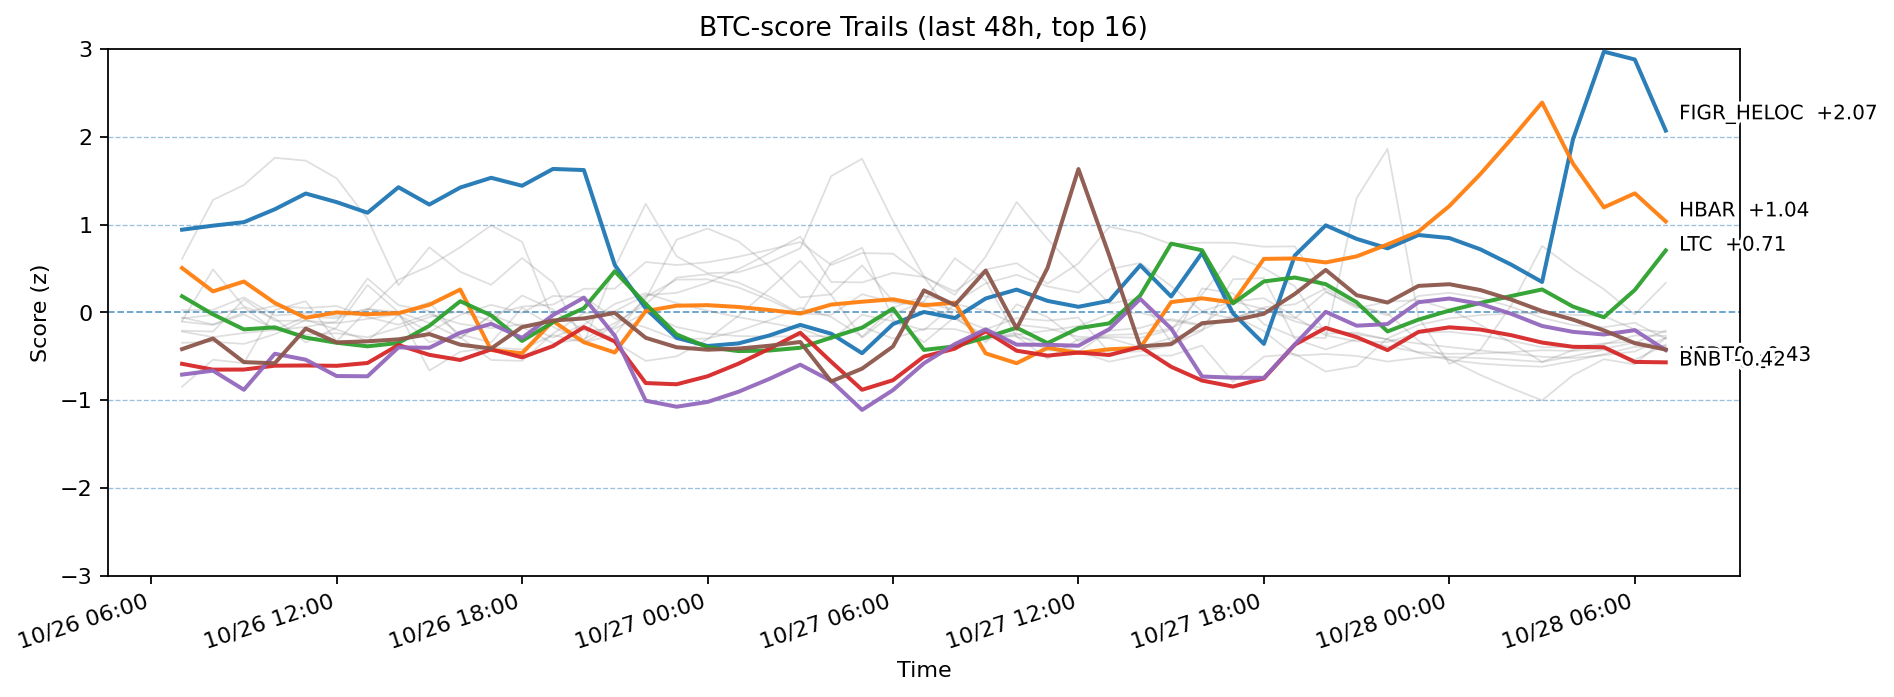 BTC-score Trails (last 48h, top 16)
3
2
1
0
−1
−2
−3
Score (z)
FIGR_HELOC +2.07
HBAR +1.04
LTC +0.71
BNB
10/26 06:00
10/26 12:00
10/26 18:00
10/27 00:00
10/27 06:00
10/27 12:00
10/27 18:00
10/28 00:00
10/28 06:00
Time